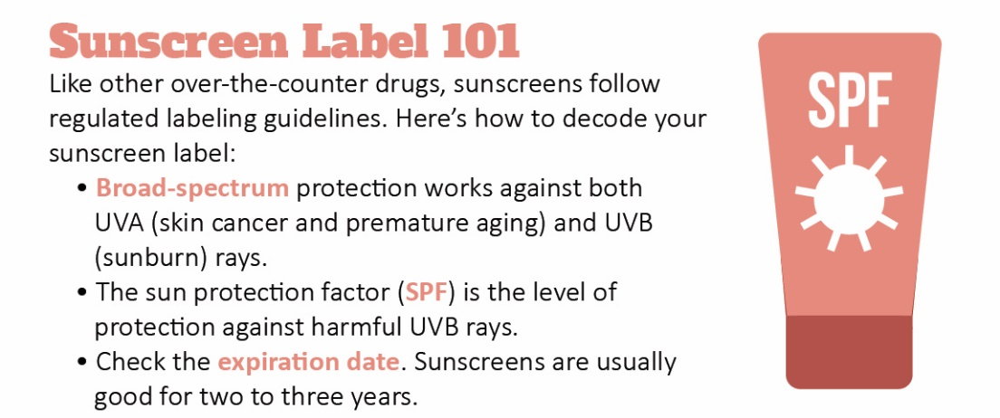 Sunscreen Label 101
Like other over-the-counter drugs, sunscreens follow
regulated labeling guidelines. Here’s how to decode your
sunscreen label:
• Broad-spectrum protection works against both
UVA (skin cancer and premature aging) and UVB
(sunburn) rays.
• The sun protection factor (SPF) is the level of
protection against harmful UVB rays.
• Check the expiration date. Sunscreens are usually
good for two to three years.
SPF